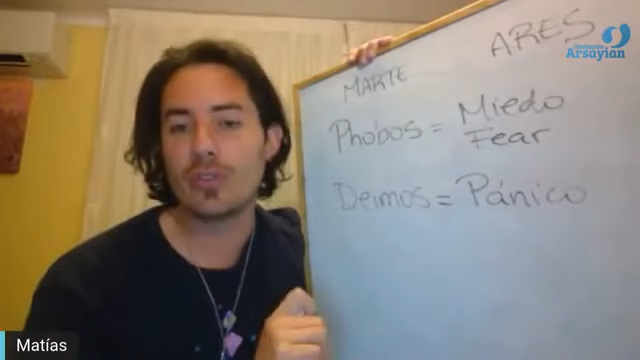 MARTE
ARES
Phobos = Miedo
Fear
Deimos = Pánico
Arsayian
Matías